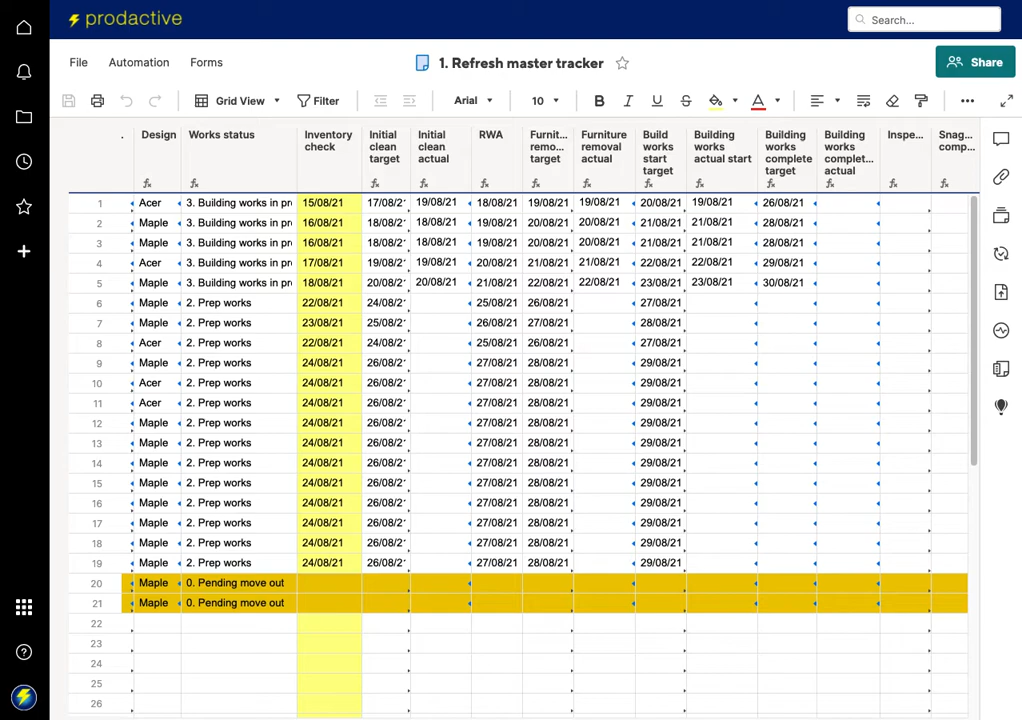 prodactive
Search...
File Automation Forms
1. Refresh master tracker
Share
Grid View Filter Arial 10 B I U S A
Design Works status Inventory check Initial clean target Initial clean actual RWA Furnit... remo... target Furniture removal actual Build works start target Building works actual start Building works complete target Building works complet... actual Inspe... Snag... comp...
fx fx fx fx fx fx fx fx fx fx fx fx fx
1 Acer 3. Building works in pr 15/08/21 17/08/2 19/08/21 18/08/21 19/08/21 19/08/21 20/08/21 19/08/21 26/08/21
2 Maple 3. Building works in pr 16/08/21 18/08/2 18/08/21 19/08/21 20/08/21 20/08/21 21/08/21 21/08/21 28/08/21
3 Maple 3. Building works in pr 16/08/21 18/08/2 18/08/21 19/08/21 20/08/21 20/08/21 21/08/21 21/08/21 28/08/21
4 Acer 3. Building works in pr 17/08/21 19/08/2 19/08/21 20/08/21 21/08/21 21/08/21 22/08/21 22/08/21 29/08/21
5 Maple 3. Building works in pr 18/08/21 20/08/2 20/08/21 21/08/21 22/08/21 22/08/21 23/08/21 23/08/21 30/08/21
6 Maple 2. Prep works 22/08/21 24/08/2 25/08/21 26/08/21 27/08/21
7 Maple 2. Prep works 23/08/21 25/08/2 26/08/21 27/08/21 28/08/21
8 Acer 2. Prep works 22/08/21 24/08/2 25/08/21 26/08/21 27/08/21
9 Maple 2. Prep works 24/08/21 26/08/2 27/08/21 28/08/21 29/08/21
10 Acer 2. Prep works 24/08/21 26/08/2 27/08/21 28/08/21 29/08/21
11 Acer 2. Prep works 24/08/21 26/08/2 27/08/21 28/08/21 29/08/21
12 Maple 2. Prep works 24/08/21 26/08/2 27/08/21 28/08/21 29/08/21
13 Maple 2. Prep works 24/08/21 26/08/2 27/08/21 28/08/21 29/08/21
14 Maple 2. Prep works 24/08/21 26/08/2 27/08/21 28/08/21 29/08/21
15 Maple 2. Prep works 24/08/21 26/08/2 27/08/21 28/08/21 29/08/21
16 Maple 2. Prep works 24/08/21 26/08/2 27/08/21 28/08/21 29/08/21
17 Maple 2. Prep works 24/08/21 26/08/2 27/08/21 28/08/21 29/08/21
18 Maple 2. Prep works 24/08/21 26/08/2 27/08/21 28/08/21 29/08/21
19 Maple 2. Prep works 24/08/21 26/08/2 27/08/21 28/08/21 29/08/21
20 Maple 0. Pending move out
21 Maple 0. Pending move out
22
23
24
25
26